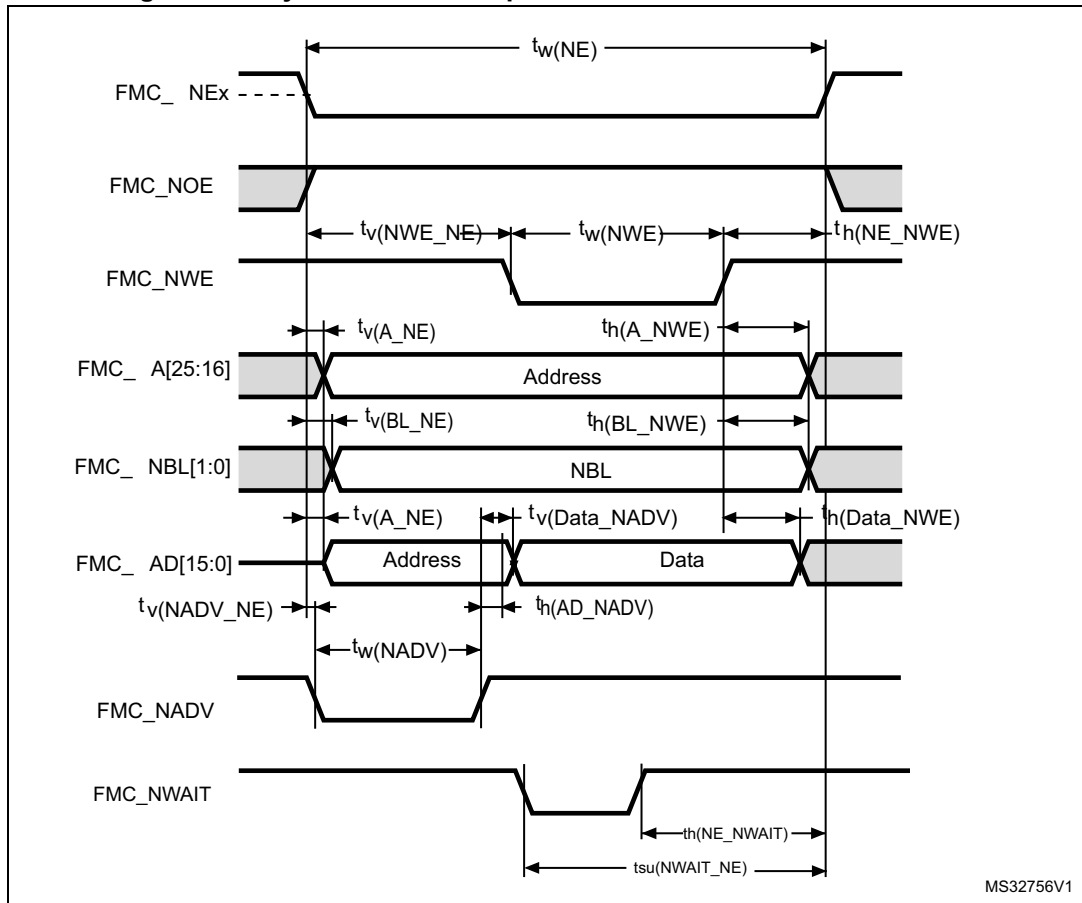 tw(NE)
FMC_ NEx
FMC_NOE
tv(NWE_NE) tw(NWE) th(NE_NWE)
FMC_NWE
tv(A_NE) th(A_NWE)
FMC_ A[25:16] Address
tv(BL_NE) th(BL_NWE)
FMC_ NBL[1:0] NBL
tv(A_NE) tv(Data_NADV) th(Data_NWE)
FMC_ AD[15:0] Address Data
tv(NADV_NE) th(AD_NADV)
tw(NADV)
FMC_NADV
FMC_NWAIT
th(NE_NWAIT)
tsu(NWAIT_NE)
MS32756V1